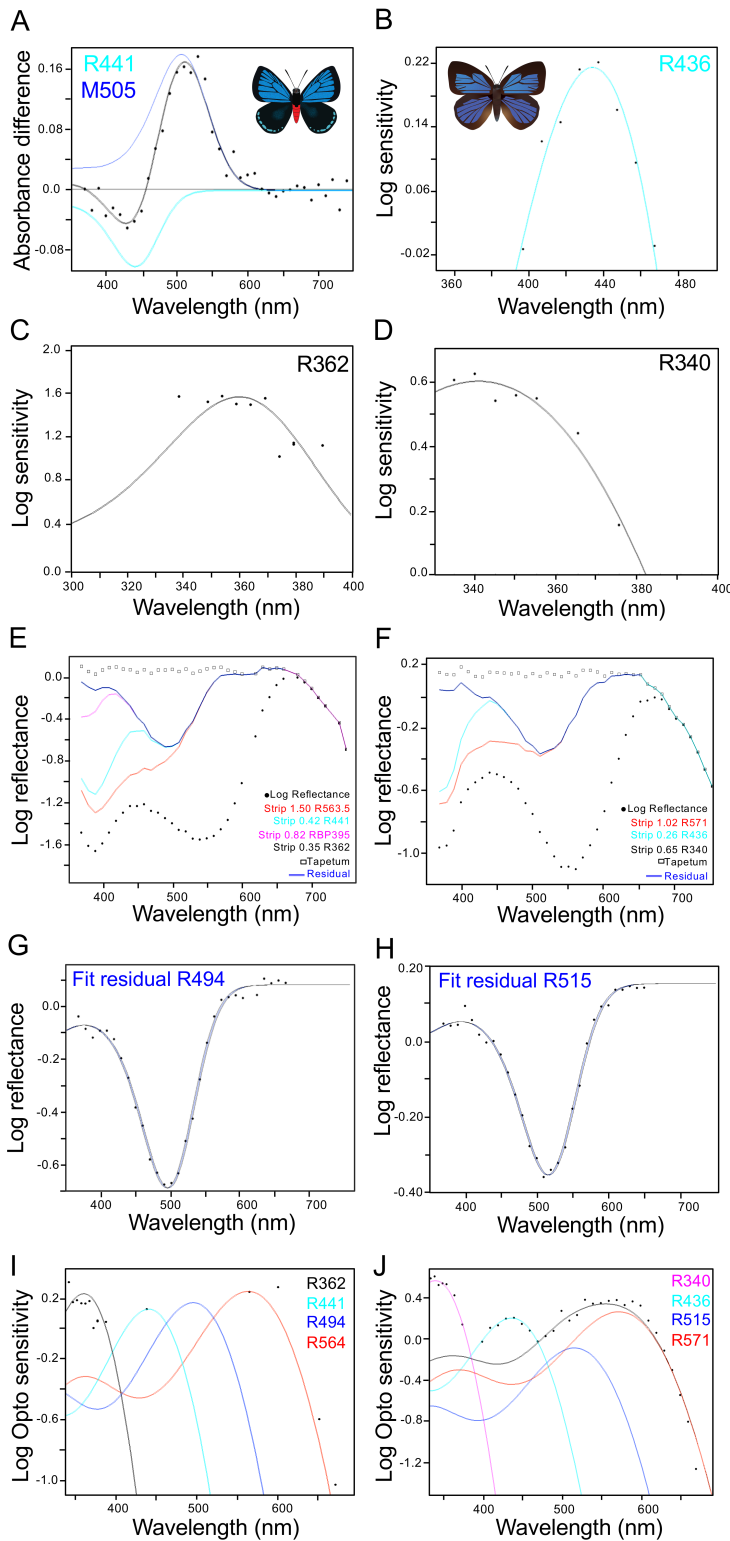 A
R441
M505
0.16
0.08
0.0
-0.08
Absorbance difference
400
500
600
700
Wavelength (nm)
B
R436
0.22
0.14
0.06
-0.02
Log sensitivity
360
400
440
480
Wavelength (nm)
C
R362
2.0
1.6
1.2
0.8
0.4
0.0
Log sensitivity
300
320
340
360
380
400
Wavelength (nm)
D
R340
0.6
0.4
0.2
0.0
Log sensitivity
340
360
380
400
Wavelength (nm)
E
0.0
-0.4
-0.8
-1.2
-1.6
Log reflectance
Log Reflectance
Strip 1.50 R563.5
Strip 0.42 R441
Strip 0.82 RBP395
Strip 0.35 R362
Tapetum
Residual
400
500
600
700
Wavelength (nm)
F
0.2
-0.2
-0.6
-1.0
Log reflectance
Log Reflectance
Strip 1.02 R571
Strip 0.26 R436
Strip 0.65 R340
Tapetum
Residual
400
500
600
700
Wavelength (nm)
G
Fit residual R494
0.0
-0.2
-0.4
-0.6
Log reflectance
400
500
600
700
Wavelength (nm)
H
Fit residual R515
0.20
0.0
-0.20
-0.40
Log reflectance
400
500
600
700
Wavelength (nm)
I
R362
R441
R494
R564
0.2
-0.2
-0.6
-1.0
Log Opto sensitivity
400
500
600
Wavelength (nm)
J
R340
R436
R515
R571
0.4
0.0
-0.4
-0.8
-1.2
Log Opto sensitivity
400
500
600
Wavelength (nm)